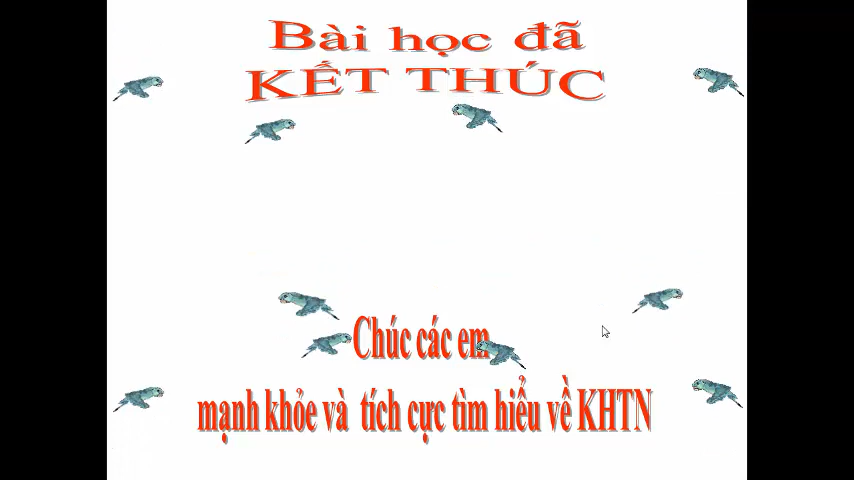 Bài học đã
KẾT THÚC
Chúc các em
mạnh khỏe và tích cực tìm hiểu về KHTN